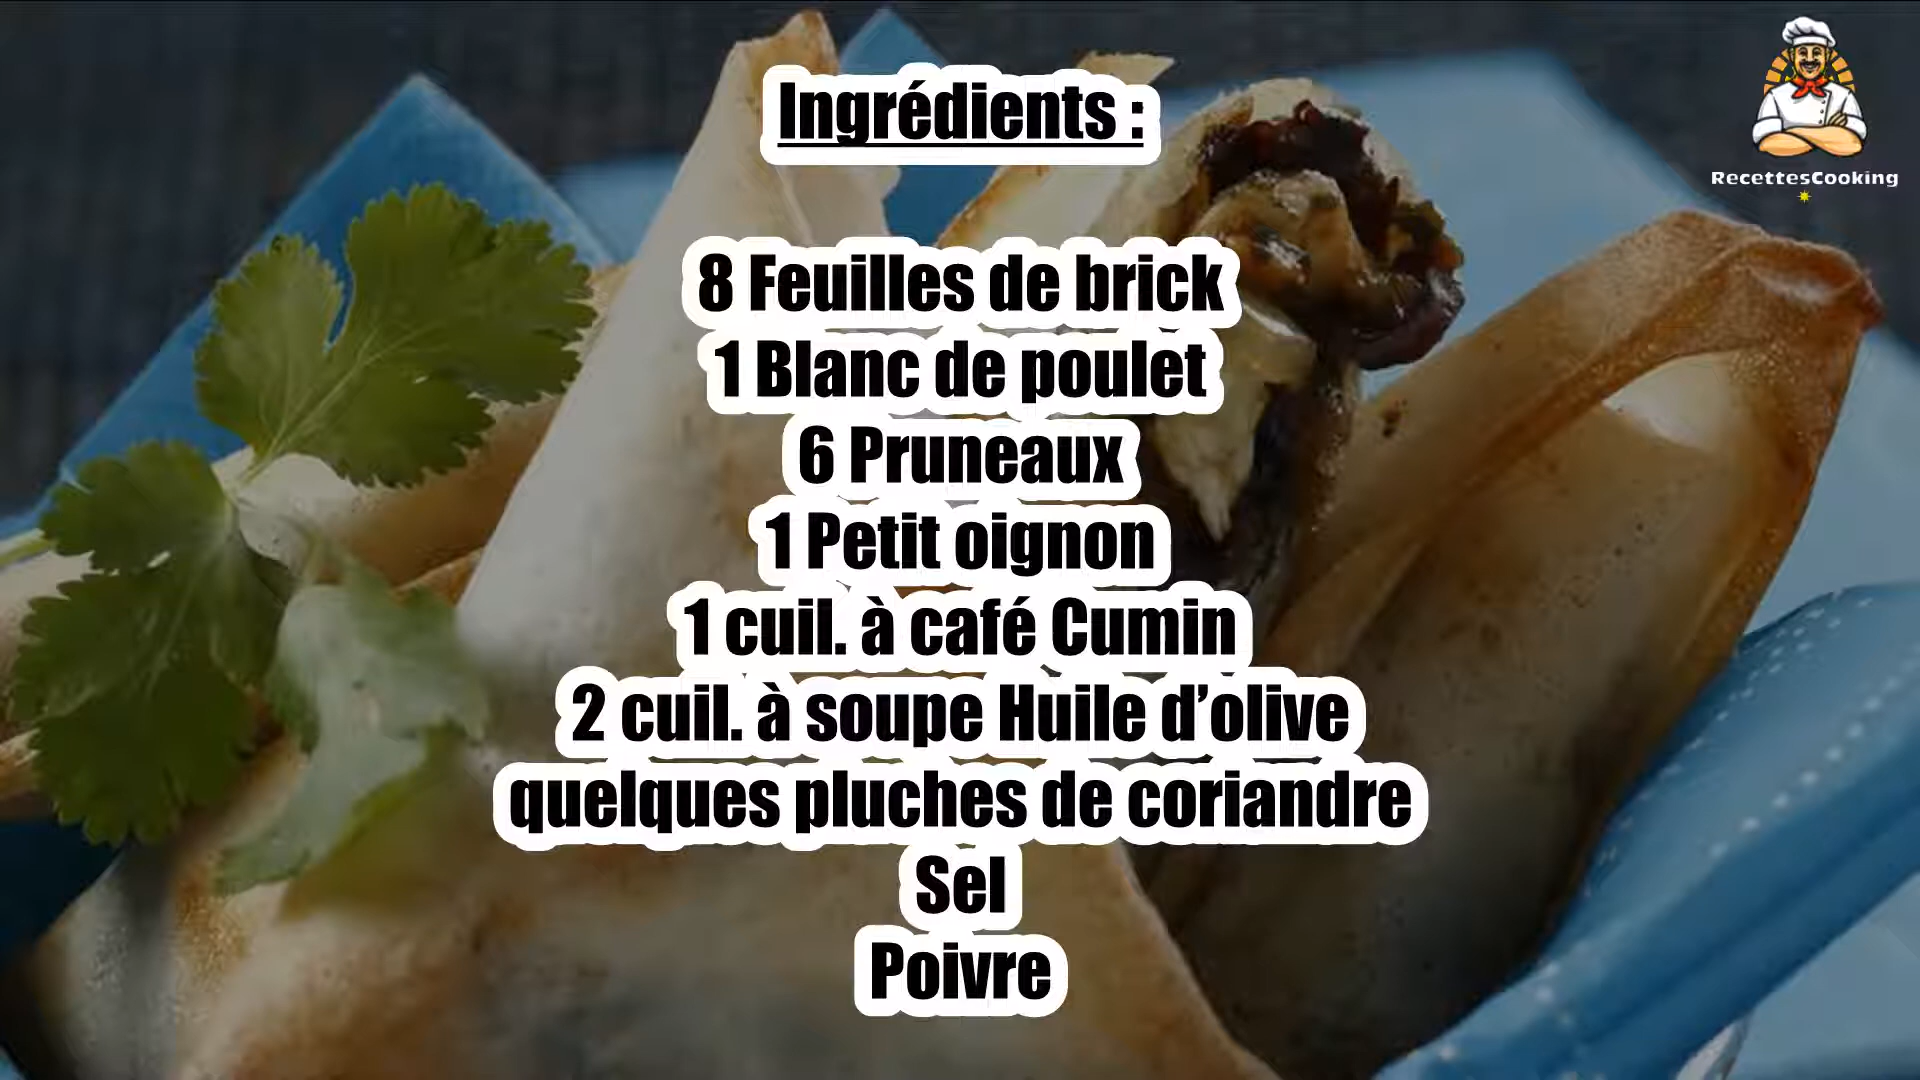 Ingrédients :
RecettesCooking
8 Feuilles de brick
1 Blanc de poulet
6 Pruneaux
1 Petit oignon
1 cuil. à café Cumin
2 cuil. à soupe Huile d’olive
quelques pluches de coriandre
Sel
Poivre